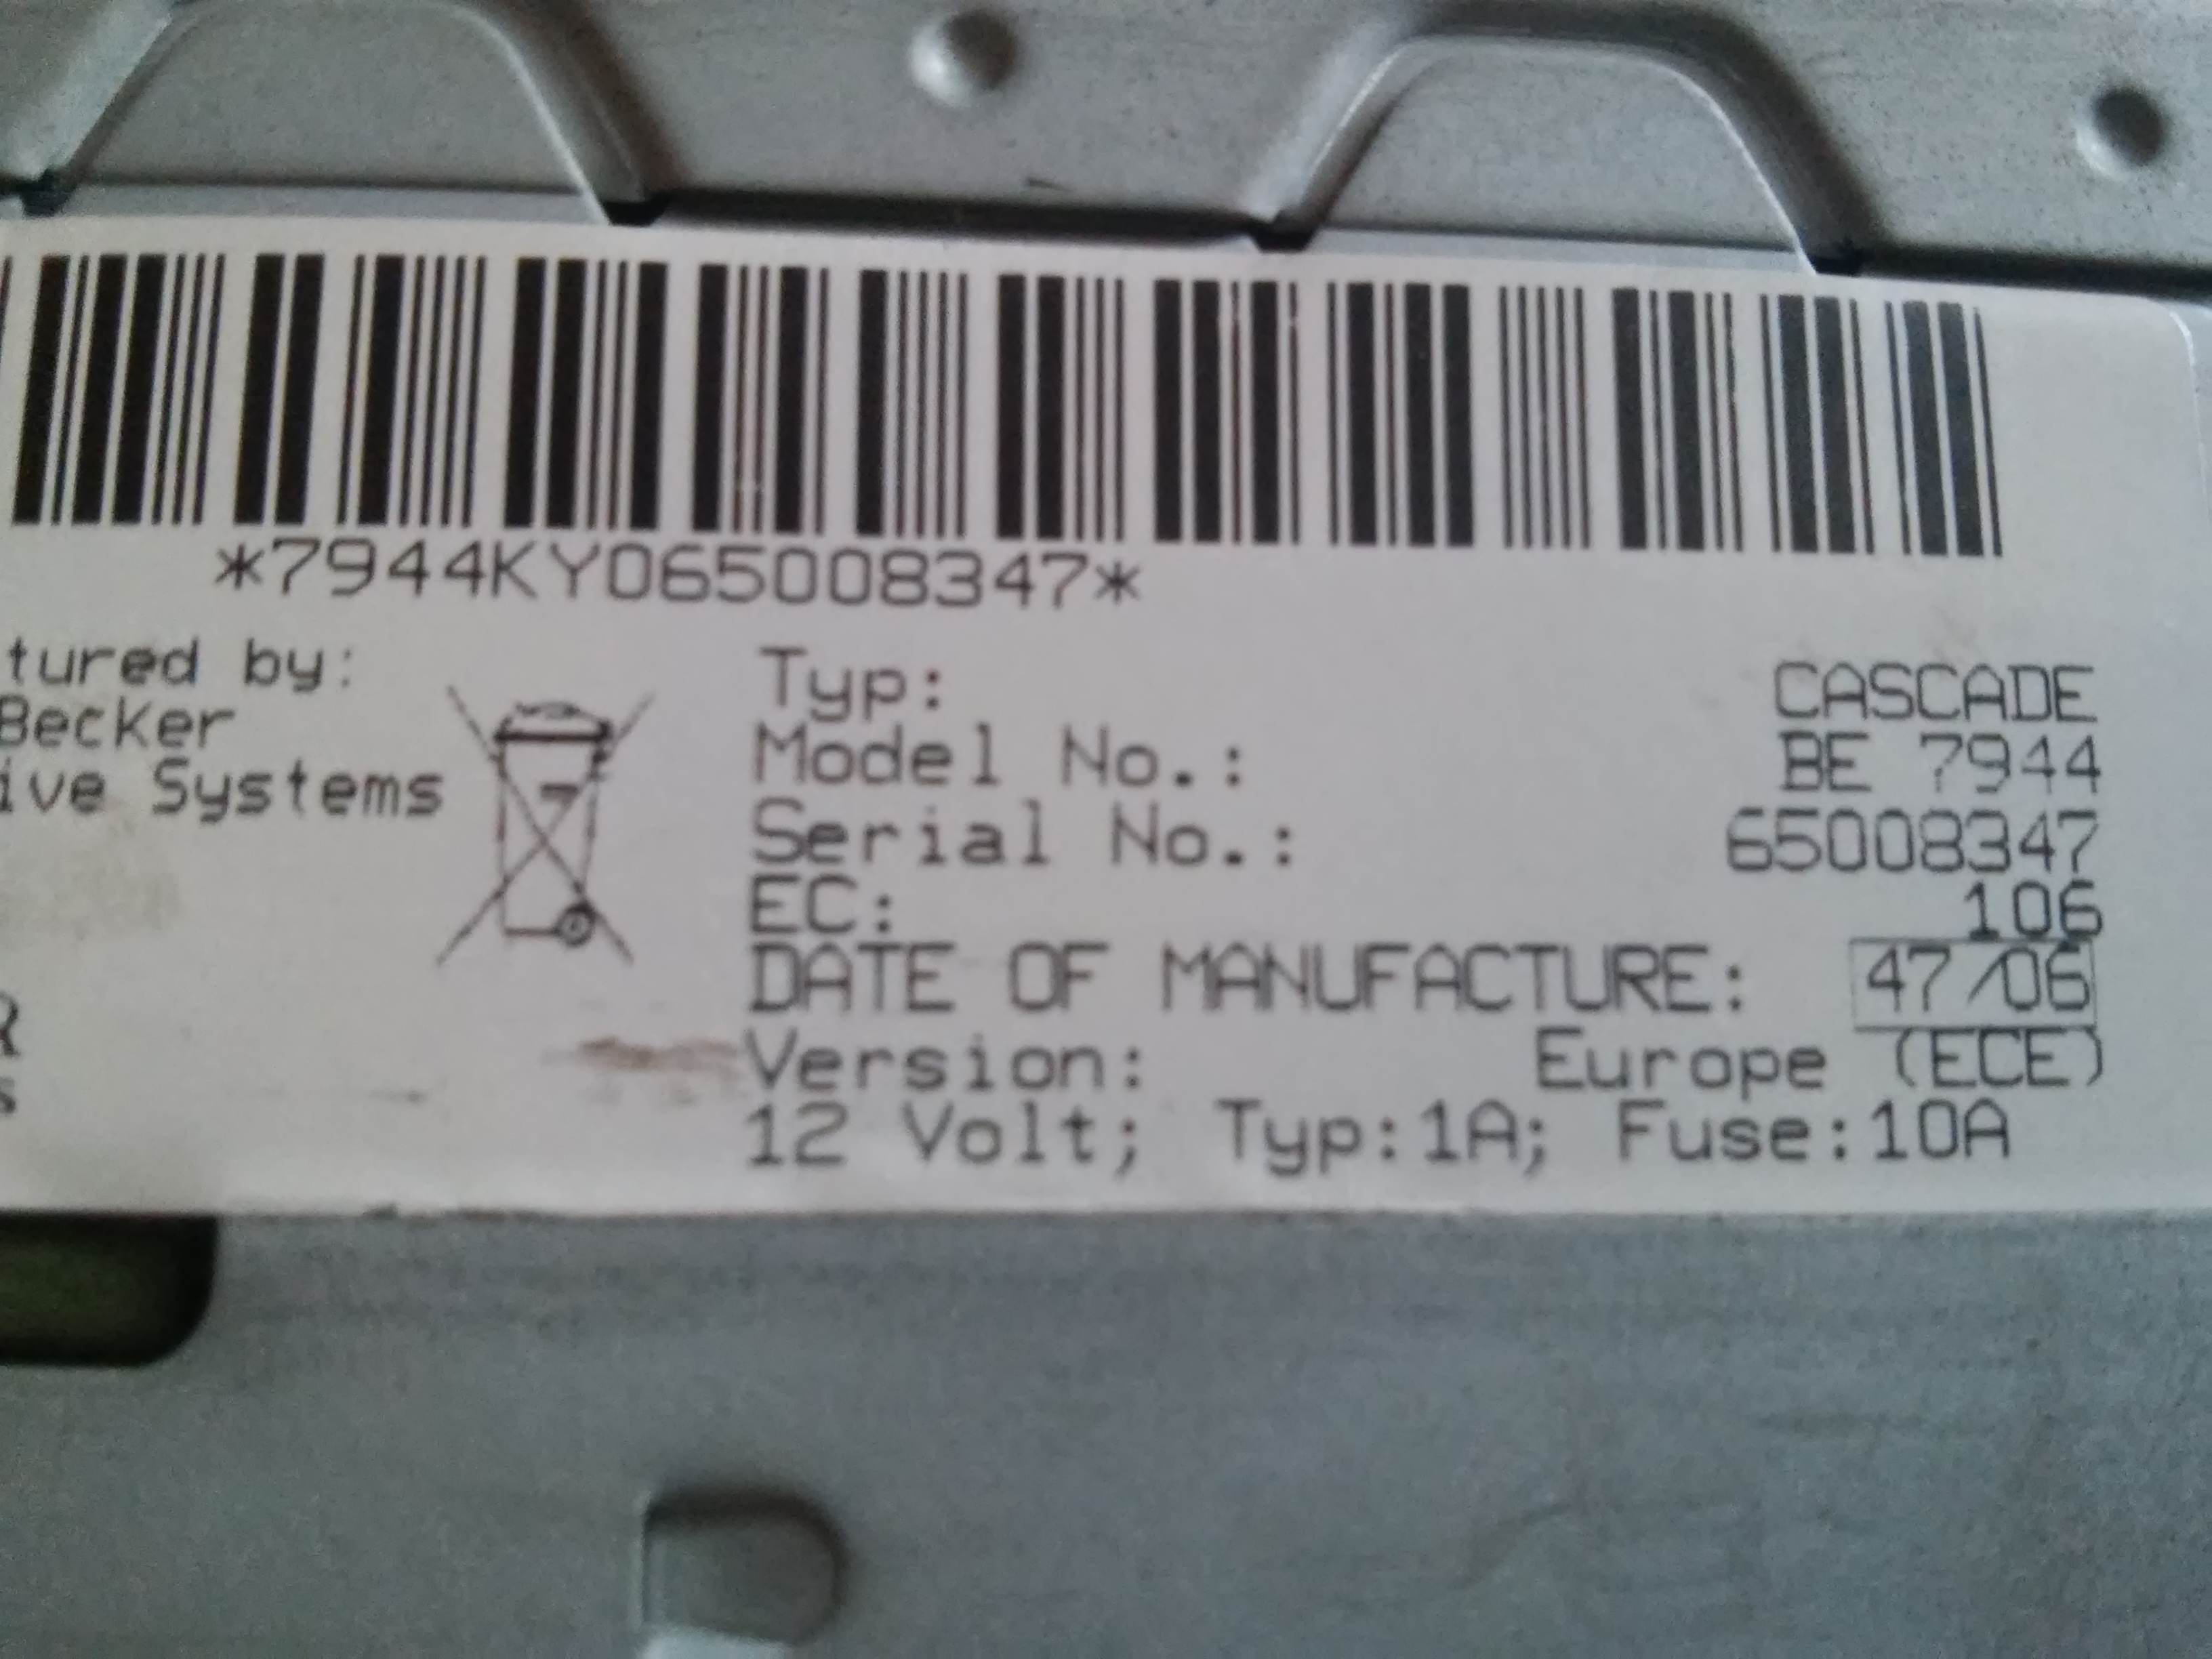 *7944KY065008347*
tured by:
Becker
ive Systems
Typ: CASCADE
Model No.: BE 7944
Serial No.: 65008347
EC: 106
DATE OF MANUFACTURE: 47/06
Version: Europe (ECE)
12 Volt; Typ:1A; Fuse:10A